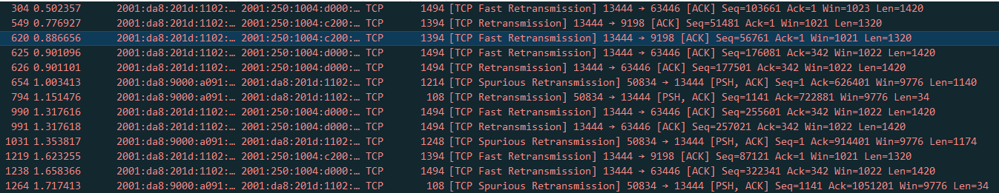 304 0.502357 2001:da8:201d:1102:… 2001:250:1004:d000:… TCP 1494 [TCP Fast Retransmission] 13444 → 63446 [ACK] Seq=103661 Ack=1 Win=1023 Len=1420
549 0.776927 2001:da8:201d:1102:… 2001:250:1004:c200:… TCP 1394 [TCP Retransmission] 13444 → 9198 [ACK] Seq=51481 Ack=1 Win=1021 Len=1320
620 0.886656 2001:da8:201d:1102:… 2001:250:1004:c200:… TCP 1394 [TCP Fast Retransmission] 13444 → 9198 [ACK] Seq=56761 Ack=1 Win=1021 Len=1320
625 0.901096 2001:da8:201d:1102:… 2001:250:1004:d000:… TCP 1494 [TCP Fast Retransmission] 13444 → 63446 [ACK] Seq=176081 Ack=342 Win=1022 Len=1420
626 0.901101 2001:da8:201d:1102:… 2001:250:1004:d000:… TCP 1494 [TCP Retransmission] 13444 → 63446 [ACK] Seq=177501 Ack=342 Win=1022 Len=1420
654 1.003413 2001:da8:9000:a091:… 2001:da8:201d:1102:… TCP 1214 [TCP Spurious Retransmission] 50834 → 13444 [PSH, ACK] Seq=1 Ack=626401 Win=9776 Len=1140
794 1.151476 2001:da8:9000:a091:… 2001:da8:201d:1102:… TCP 108 [TCP Retransmission] 50834 → 13444 [PSH, ACK] Seq=1141 Ack=722881 Win=9776 Len=34
990 1.317616 2001:da8:201d:1102:… 2001:250:1004:d000:… TCP 1494 [TCP Fast Retransmission] 13444 → 63446 [ACK] Seq=255601 Ack=342 Win=1022 Len=1420
991 1.317618 2001:da8:201d:1102:… 2001:250:1004:d000:… TCP 1494 [TCP Retransmission] 13444 → 63446 [ACK] Seq=257021 Ack=342 Win=1022 Len=1420
1031 1.353817 2001:da8:9000:a091:… 2001:da8:201d:1102:… TCP 1248 [TCP Spurious Retransmission] 50834 → 13444 [PSH, ACK] Seq=1 Ack=914401 Win=9776 Len=1174
1219 1.623255 2001:da8:201d:1102:… 2001:250:1004:c200:… TCP 1394 [TCP Fast Retransmission] 13444 → 9198 [ACK] Seq=87121 Ack=1 Win=1021 Len=1320
1238 1.658366 2001:da8:201d:1102:… 2001:250:1004:d000:… TCP 1494 [TCP Fast Retransmission] 13444 → 63446 [ACK] Seq=322341 Ack=342 Win=1022 Len=1420
1264 1.717413 2001:da8:9000:a091:… 2001:da8:201d:1102:… TCP 108 [TCP Spurious Retransmission] 50834 → 13444 [PSH, ACK] Seq=1141 Ack=1051201 Win=9776 Len=34